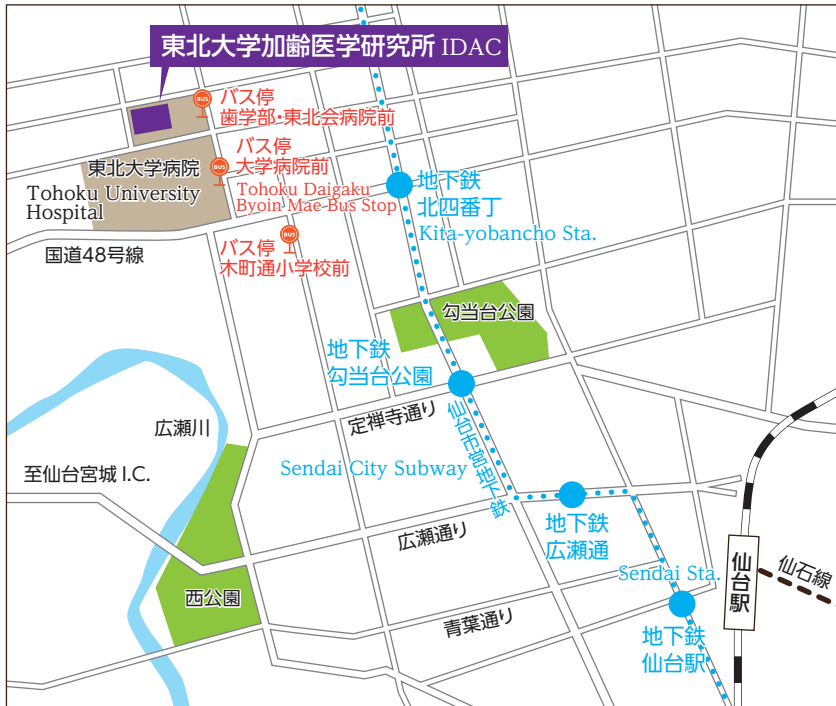 東北大学加齢医学研究所 IDAC
BUS
バス停
歯学部・東北会病院前
東北大学病院
Tohoku University
Hospital
BUS
バス停
大学病院前
Tohoku Daigaku
Byoin Mae Bus Stop
地下鉄
北四番丁
Kita-yobancho Sta.
国道48号線
BUS
バス停
木町通小学校前
勾当台公園
地下鉄
勾当台公園
定禅寺通り
仙台市営地下鉄
広瀬川
至仙台宮城 I.C.
Sendai City Subway
広瀬通り
地下鉄
広瀬通
Sendai Sta.
仙台駅
仙石線
西公園
青葉通り
地下鉄
仙台駅